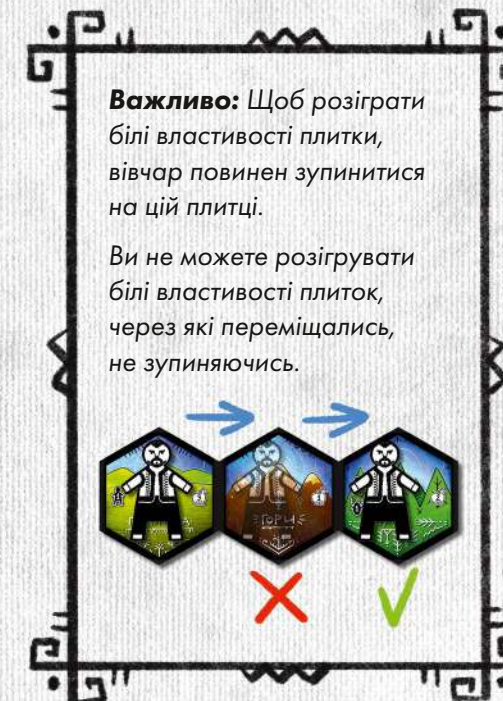 Важливо: Щоб розіграти
білі властивості плитки,
вівчар повинен зупинитися
на цій плитці.
Ви не можете розігрувати
білі властивості плиток,
через які переміщались,
не зупиняючись.
ГОРИ